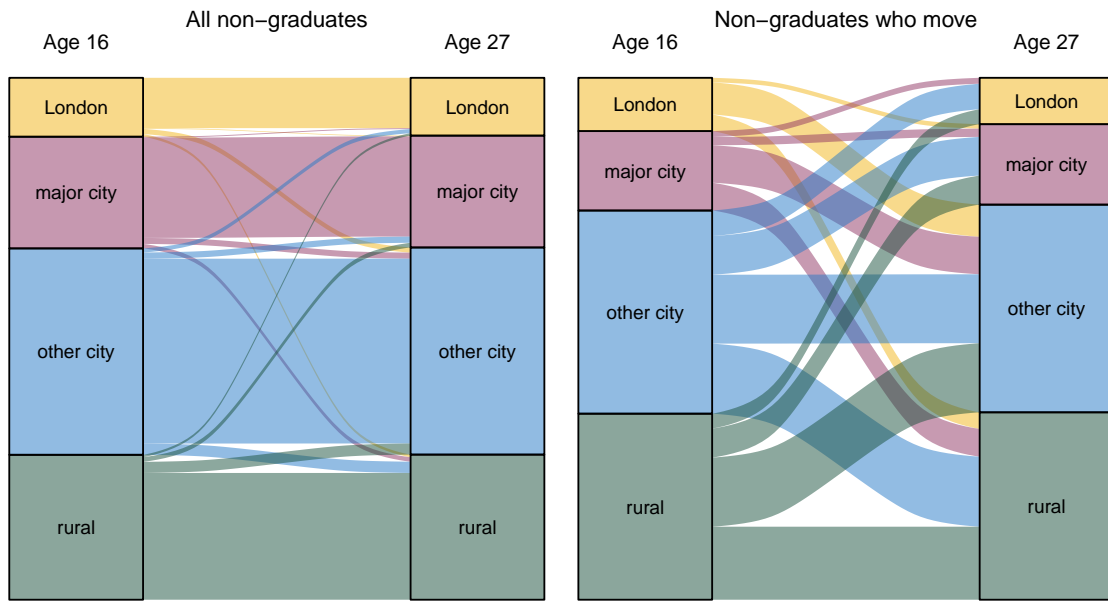 All non−graduates
Age 16
Age 27
London
London
major city
major city
other city
other city
rural
rural
Non−graduates who move
Age 16
Age 27
London
London
major city
major city
other city
other city
rural
rural